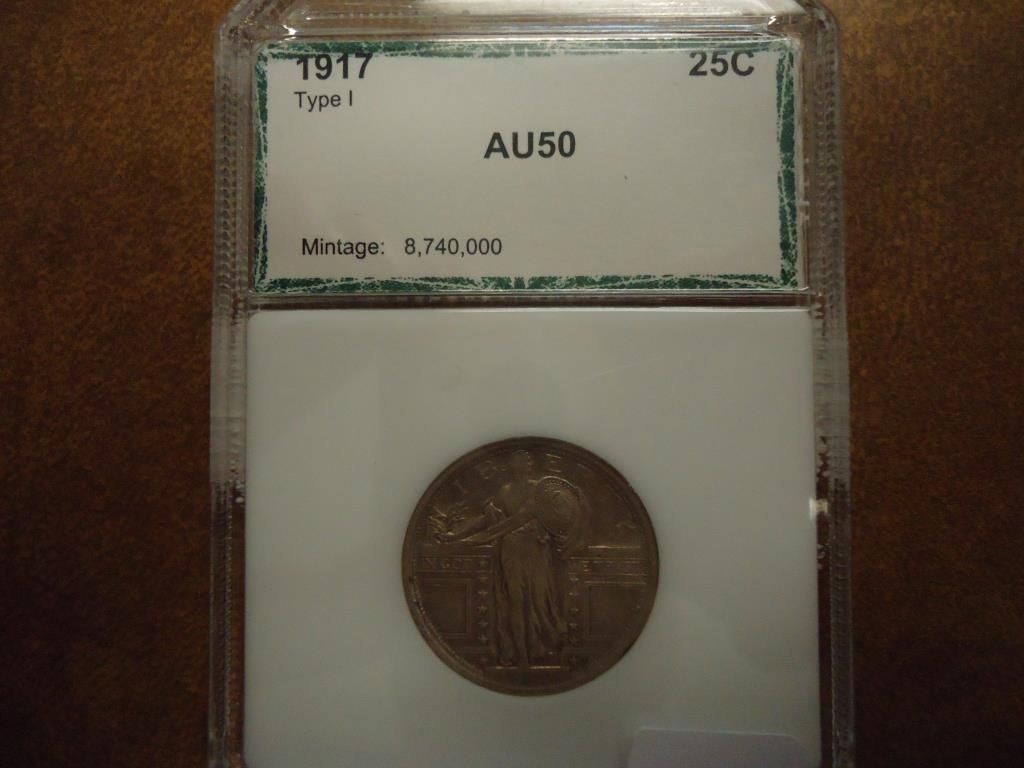 1917 25C
Type I
AU50
Mintage: 8,740,000